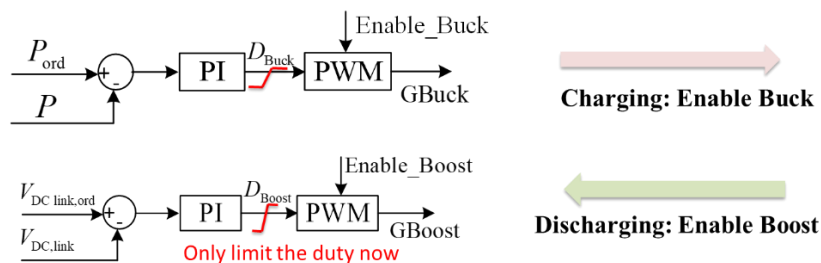 Enable_Buck
P_ord
+
-
PI
D_Buck
PWM
GBuck
P
Charging: Enable Buck
Enable_Boost
V_DC link,ord
+
-
PI
D_Boost
PWM
GBoost
V_DC,link
Only limit the duty now
Discharging: Enable Boost